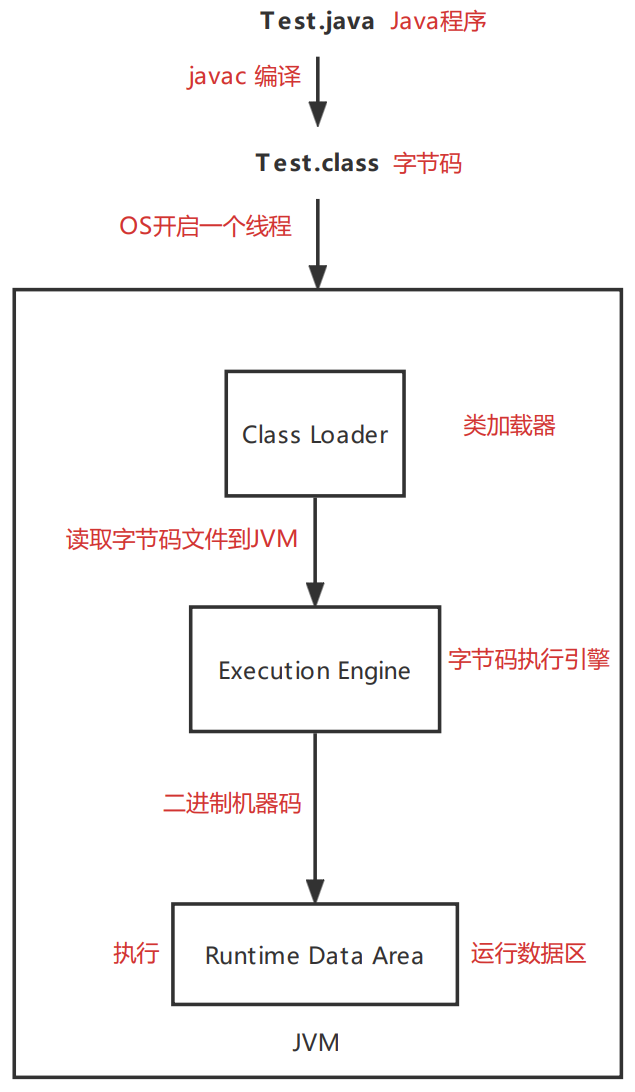 Test.java Java程序
javac 编译
Test.class 字节码
OS开启一个线程
Class Loader 类加载器
读取字节码文件到JVM
Execution Engine 字节码执行引擎
二进制机器码
执行 Runtime Data Area 运行数据区
JVM